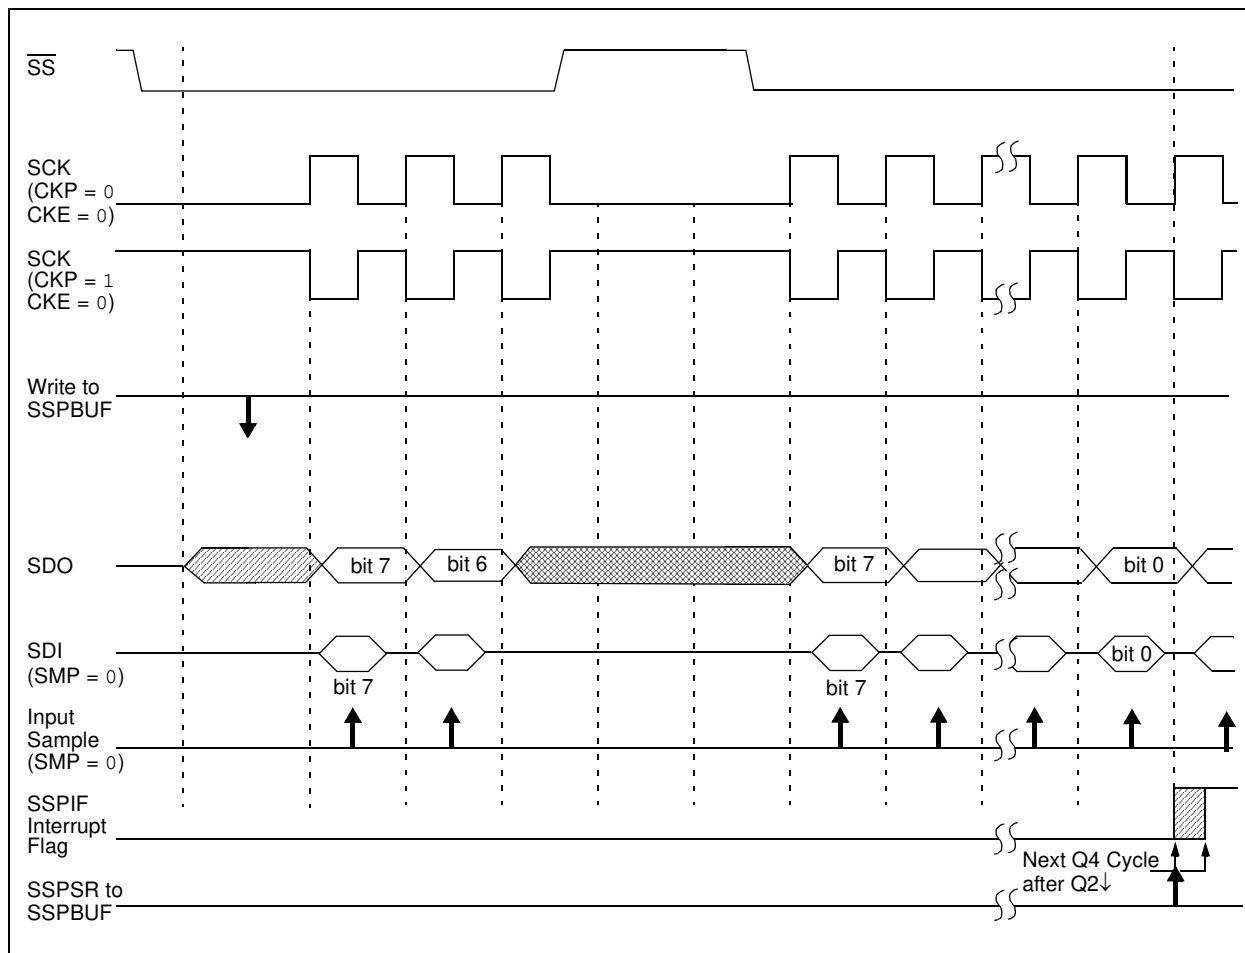 SS
SCK
(CKP = 0
CKE = 0)
SCK
(CKP = 1
CKE = 0)
Write to
SSPBUF
SDO
bit 7
bit 6
bit 7
bit 0
SDI
(SMP = 0)
bit 7
bit 7
bit 0
Input
Sample
(SMP = 0)
SSPIF
Interrupt
Flag
Next Q4 Cycle
after Q2↓
SSPSR to
SSPBUF